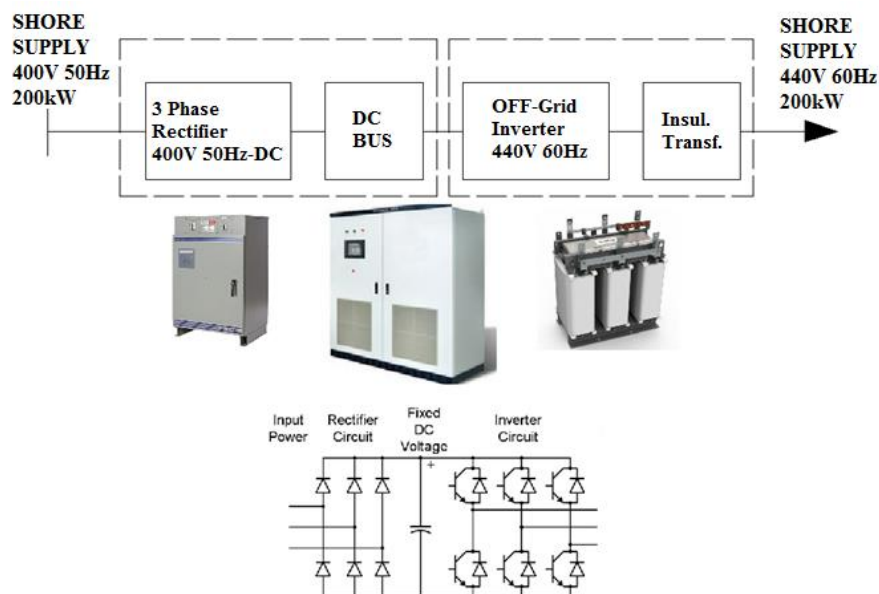 SHORE
SUPPLY
400V 50Hz
200kW
3 Phase
Rectifier
400V 50Hz-DC
DC
BUS
OFF-Grid
Inverter
440V 60Hz
Insul.
Transf.
SHORE
SUPPLY
440V 60Hz
200kW
Input
Power
Rectifier
Circuit
Fixed
DC
Voltage
+
Inverter
Circuit